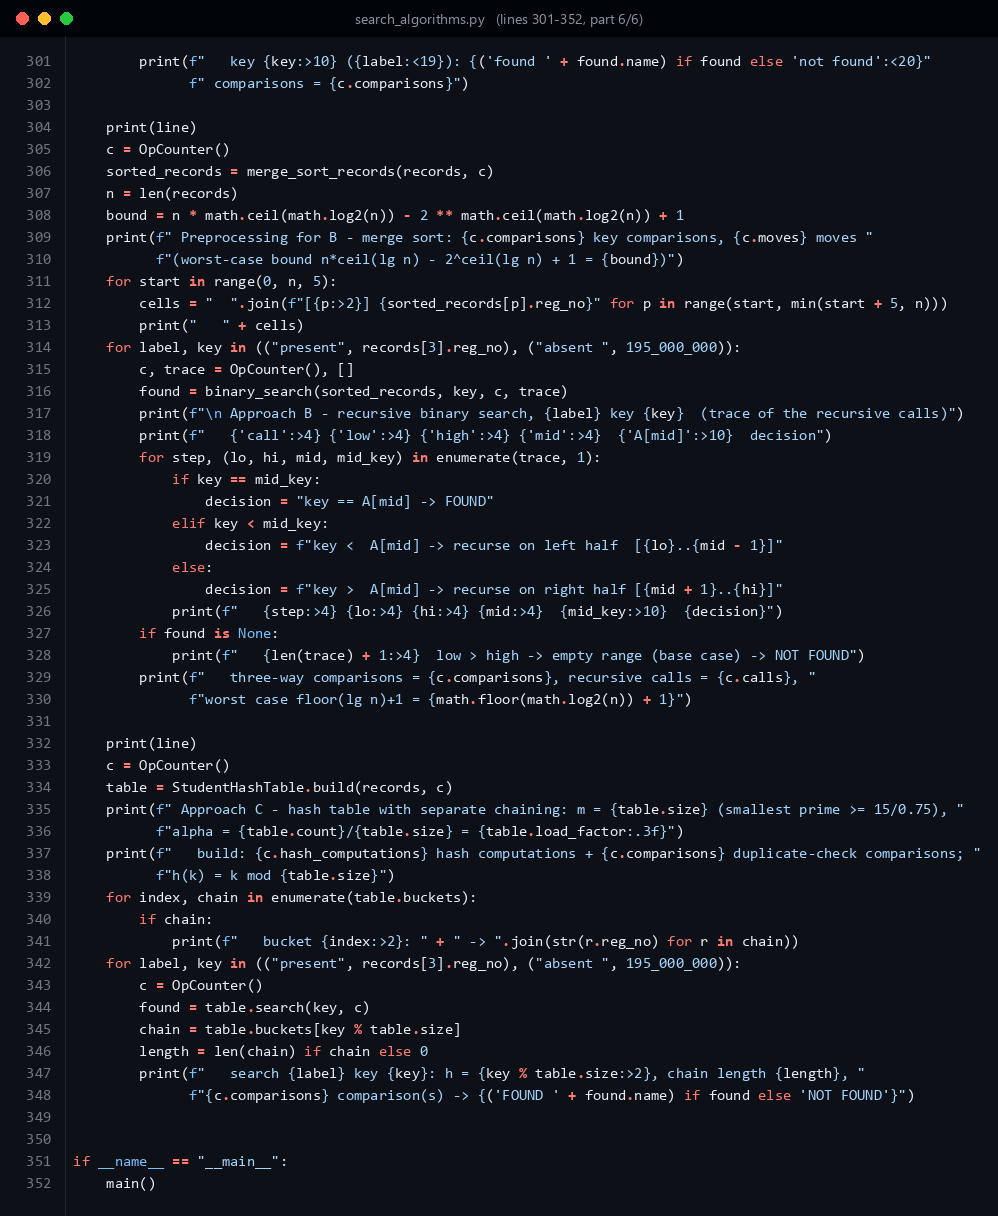 search_algorithms.py   (lines 301-352, part 6/6)
301         print(f"   key {key:>10} ({label:<19}): {('found ' + found.name) if found else 'not found':<20}"
302               f" comparisons = {c.comparisons}")
303
304     print(line)
305     c = OpCounter()
306     sorted_records = merge_sort_records(records, c)
307     n = len(records)
308     bound = n * math.ceil(math.log2(n)) - 2 ** math.ceil(math.log2(n)) + 1
309     print(f" Preprocessing for B - merge sort: {c.comparisons} key comparisons, {c.moves} moves "
310           f"(worst-case bound n*ceil(lg n) - 2^ceil(lg n) + 1 = {bound})")
311     for start in range(0, n, 5):
312         cells = "  ".join(f"[{p:>2}] {sorted_records[p].reg_no}" for p in range(start, min(start + 5, n)))
313         print("   " + cells)
314     for label, key in (("present", records[3].reg_no), ("absent ", 195_000_000)):
315         c, trace = OpCounter(), []
316         found = binary_search(sorted_records, key, c, trace)
317         print(f"\n Approach B - recursive binary search, {label} key {key}  (trace of the recursive calls)")
318         print(f"   {'call':>4} {'low':>4} {'high':>4} {'mid':>4}  {'A[mid]':>10}  decision")
319         for step, (lo, hi, mid, mid_key) in enumerate(trace, 1):
320             if key == mid_key:
321                 decision = "key == A[mid] -> FOUND"
322             elif key < mid_key:
323                 decision = f"key <  A[mid] -> recurse on left half  [{lo}..{mid - 1}]"
324             else:
325                 decision = f"key >  A[mid] -> recurse on right half [{mid + 1}..{hi}]"
326             print(f"   {step:>4} {lo:>4} {hi:>4} {mid:>4}  {mid_key:>10}  {decision}")
327         if found is None:
328             print(f"   {len(trace) + 1:>4}  low > high -> empty range (base case) -> NOT FOUND")
329         print(f"   three-way comparisons = {c.comparisons}, recursive calls = {c.calls}, "
330               f"worst case floor(lg n)+1 = {math.floor(math.log2(n)) + 1}")
331
332     print(line)
333     c = OpCounter()
334     table = StudentHashTable.build(records, c)
335     print(f" Approach C - hash table with separate chaining: m = {table.size} (smallest prime >= 15/0.75), "
336           f"alpha = {table.count}/{table.size} = {table.load_factor:.3f}")
337     print(f"   build: {c.hash_computations} hash computations + {c.comparisons} duplicate-check comparisons; "
338           f"h(k) = k mod {table.size}")
339     for index, chain in enumerate(table.buckets):
340         if chain:
341             print(f"   bucket {index:>2}: " + " -> ".join(str(r.reg_no) for r in chain))
342     for label, key in (("present", records[3].reg_no), ("absent ", 195_000_000)):
343         c = OpCounter()
344         found = table.search(key, c)
345         chain = table.buckets[key % table.size]
346         length = len(chain) if chain else 0
347         print(f"   search {label} key {key}: h = {key % table.size:>2}, chain length {length}, "
348               f"{c.comparisons} comparison(s) -> {('FOUND ' + found.name) if found else 'NOT FOUND'}")
349
350
351 if __name__ == "__main__":
352     main()